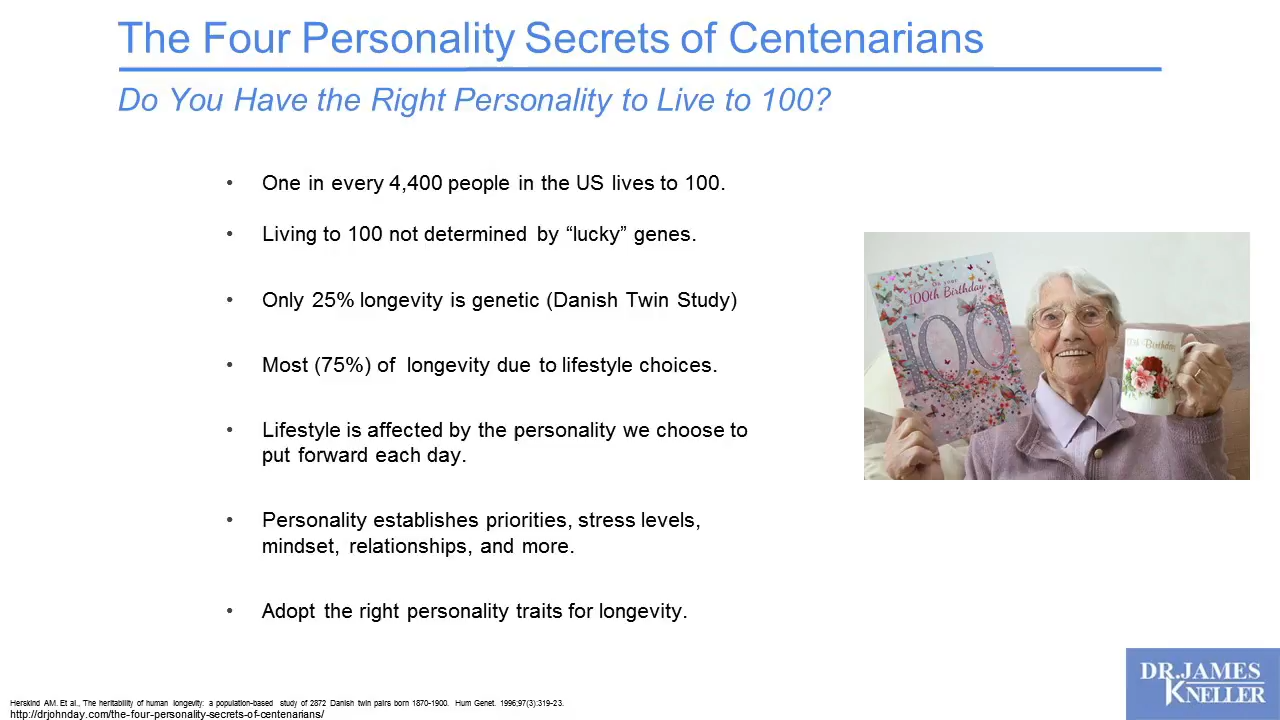 The Four Personality Secrets of Centenarians
Do You Have the Right Personality to Live to 100?
• One in every 4,400 people in the US lives to 100.
• Living to 100 not determined by “lucky” genes.
• Only 25% longevity is genetic (Danish Twin Study)
• Most (75%) of longevity due to lifestyle choices.
• Lifestyle is affected by the personality we choose to
put forward each day.
• Personality establishes priorities, stress levels,
mindset, relationships, and more.
• Adopt the right personality traits for longevity.
On your
100th Birthday
100
100th Birthday
DR.JAMES
KNELLER
Herskind AM. Et al., The heritability of human longevity: a population-based study of 2872 Danish twin pairs born 1870-1900. Hum Genet. 1996;97(3):319-23.
http://drjohnday.com/the-four-personality-secrets-of-centenarians/